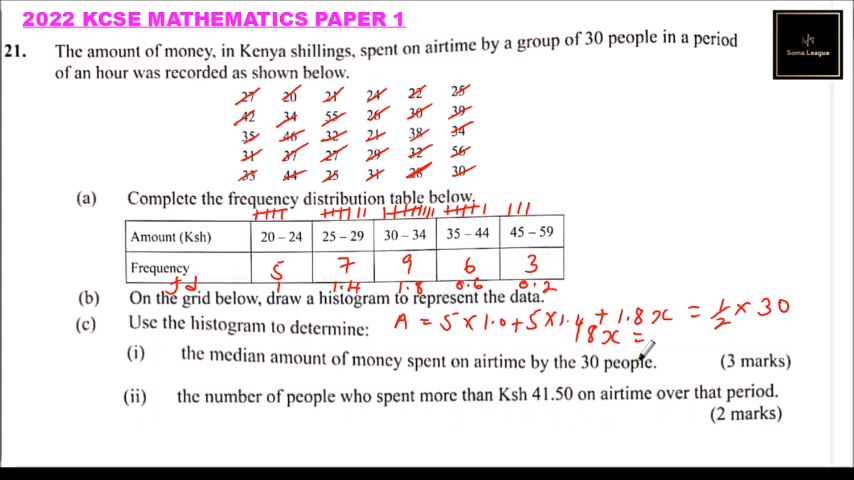 2022 KCSE MATHEMATICS PAPER 1
Soma League
21. The amount of money, in Kenya shillings, spent on airtime by a group of 30 people in a period
of an hour was recorded as shown below.
27 20 21 24 22 25
42 34 55 26 30 39
35 46 32 21 38 34
31 37 27 29 32 56
33 44 25 31 30
(a) Complete the frequency distribution table below.
Amount (Ksh) 20 – 24 25 – 29 30 – 34 35 – 44 45 – 59
Frequency 5 7 9 6 3
fd 1 1.4 1.8 0.6 0.2
(b) On the grid below, draw a histogram to represent the data.
(c) Use the histogram to determine:
A = 5 × 1.0 + 5 × 1.4 + 1.8x = 1/2 × 30
18x =
(i) the median amount of money spent on airtime by the 30 people. (3 marks)
(ii) the number of people who spent more than Ksh 41.50 on airtime over that period.
(2 marks)